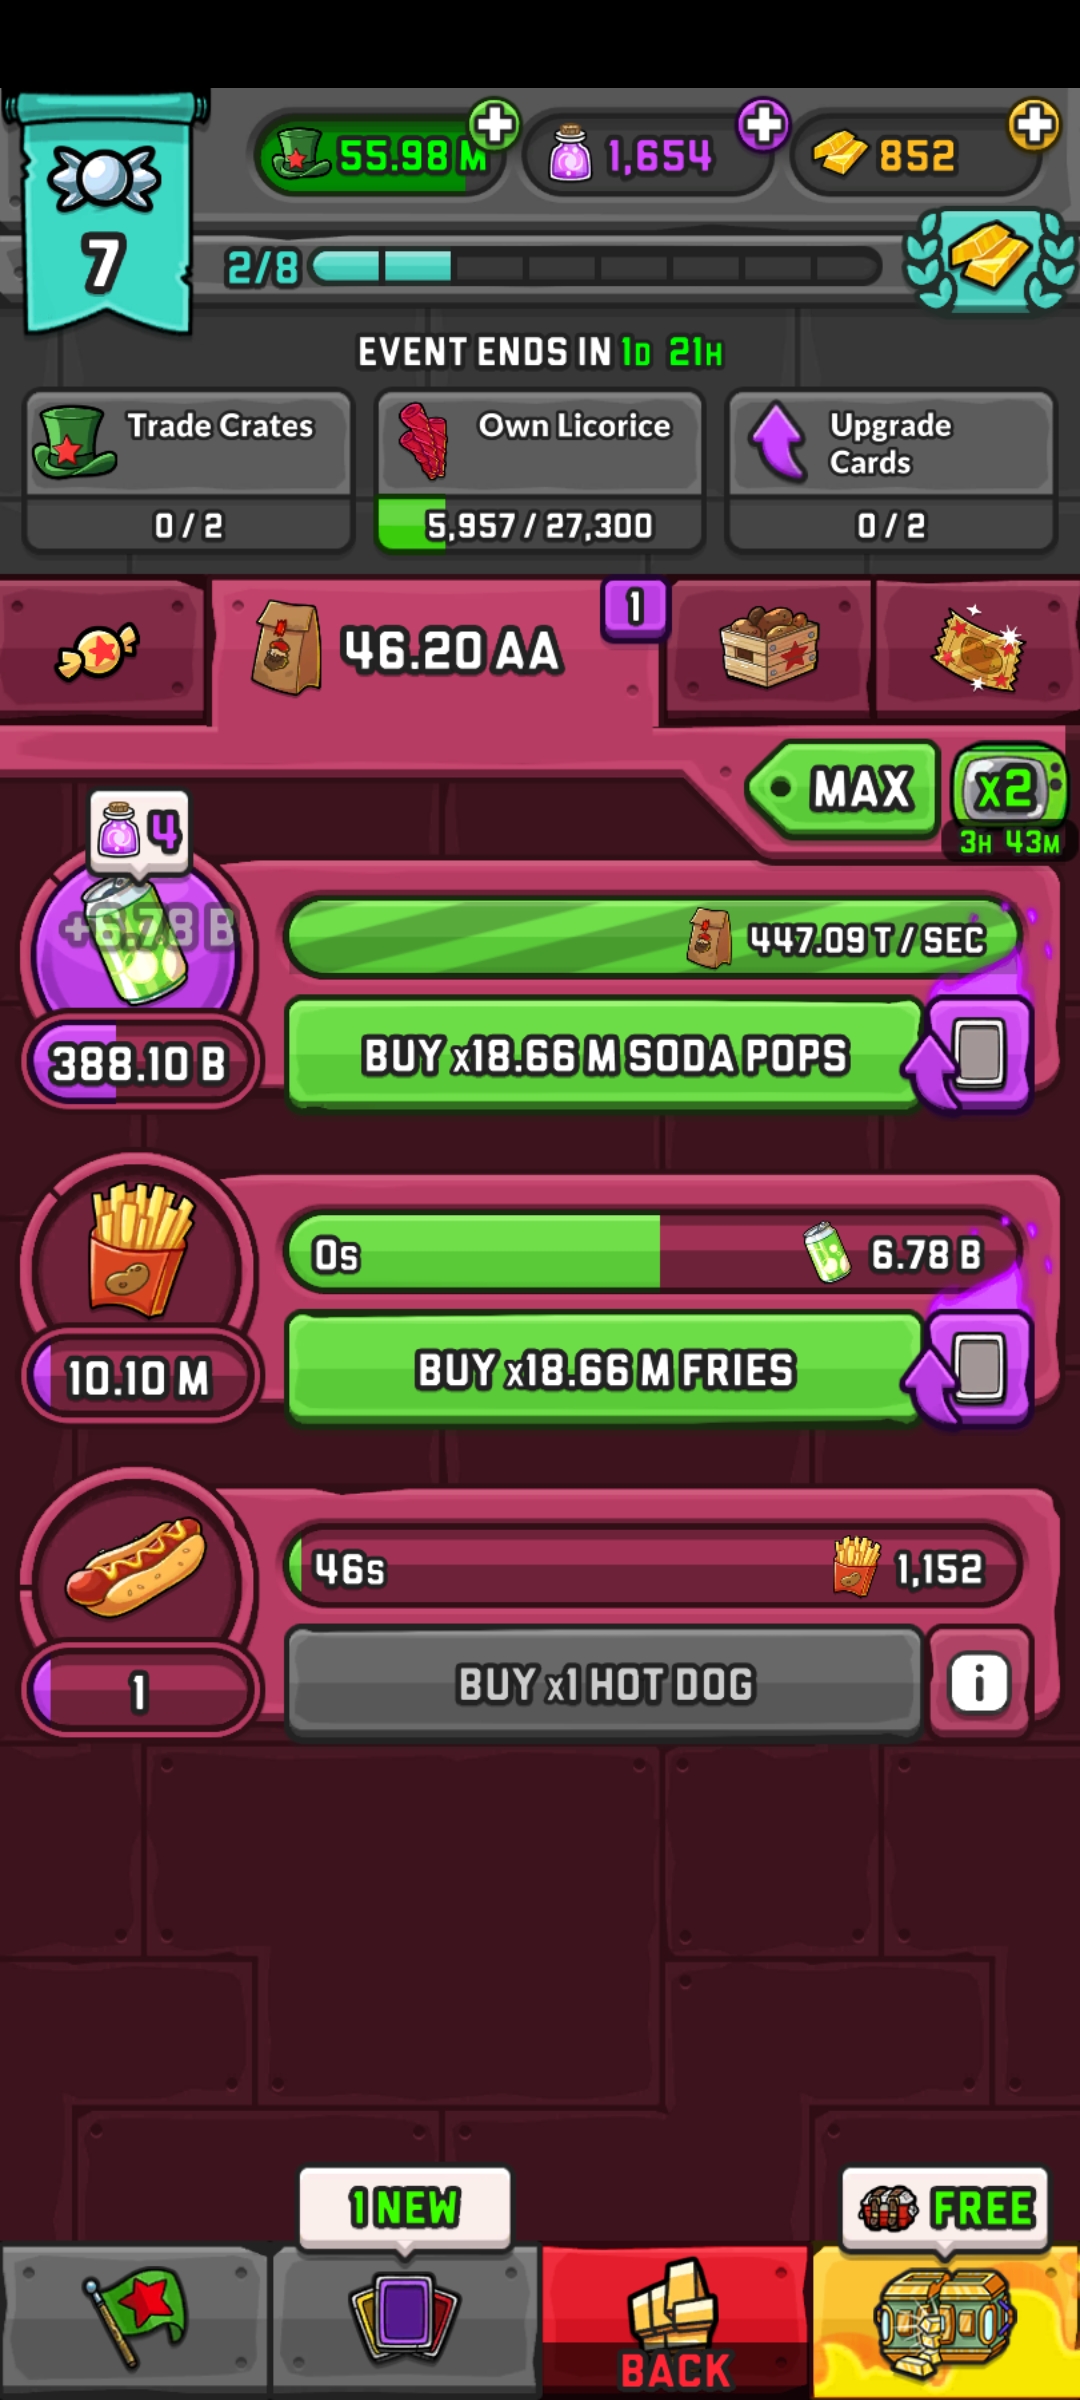 55.98 M
1,654
852
7
2/8
EVENT ENDS IN 1D 21H
Trade Crates
0 / 2
Own Licorice
5,957 / 27,300
Upgrade
Cards
0 / 2
46.20 AA
1
MAX
x2
3H 43M
4
+6.78 B
447.09 T / SEC
388.10 B
BUY x18.66 M SODA POPS
0s
6.78 B
10.10 M
BUY x18.66 M FRIES
46s
1,152
1
BUY x1 HOT DOG
i
1 NEW
FREE
BACK